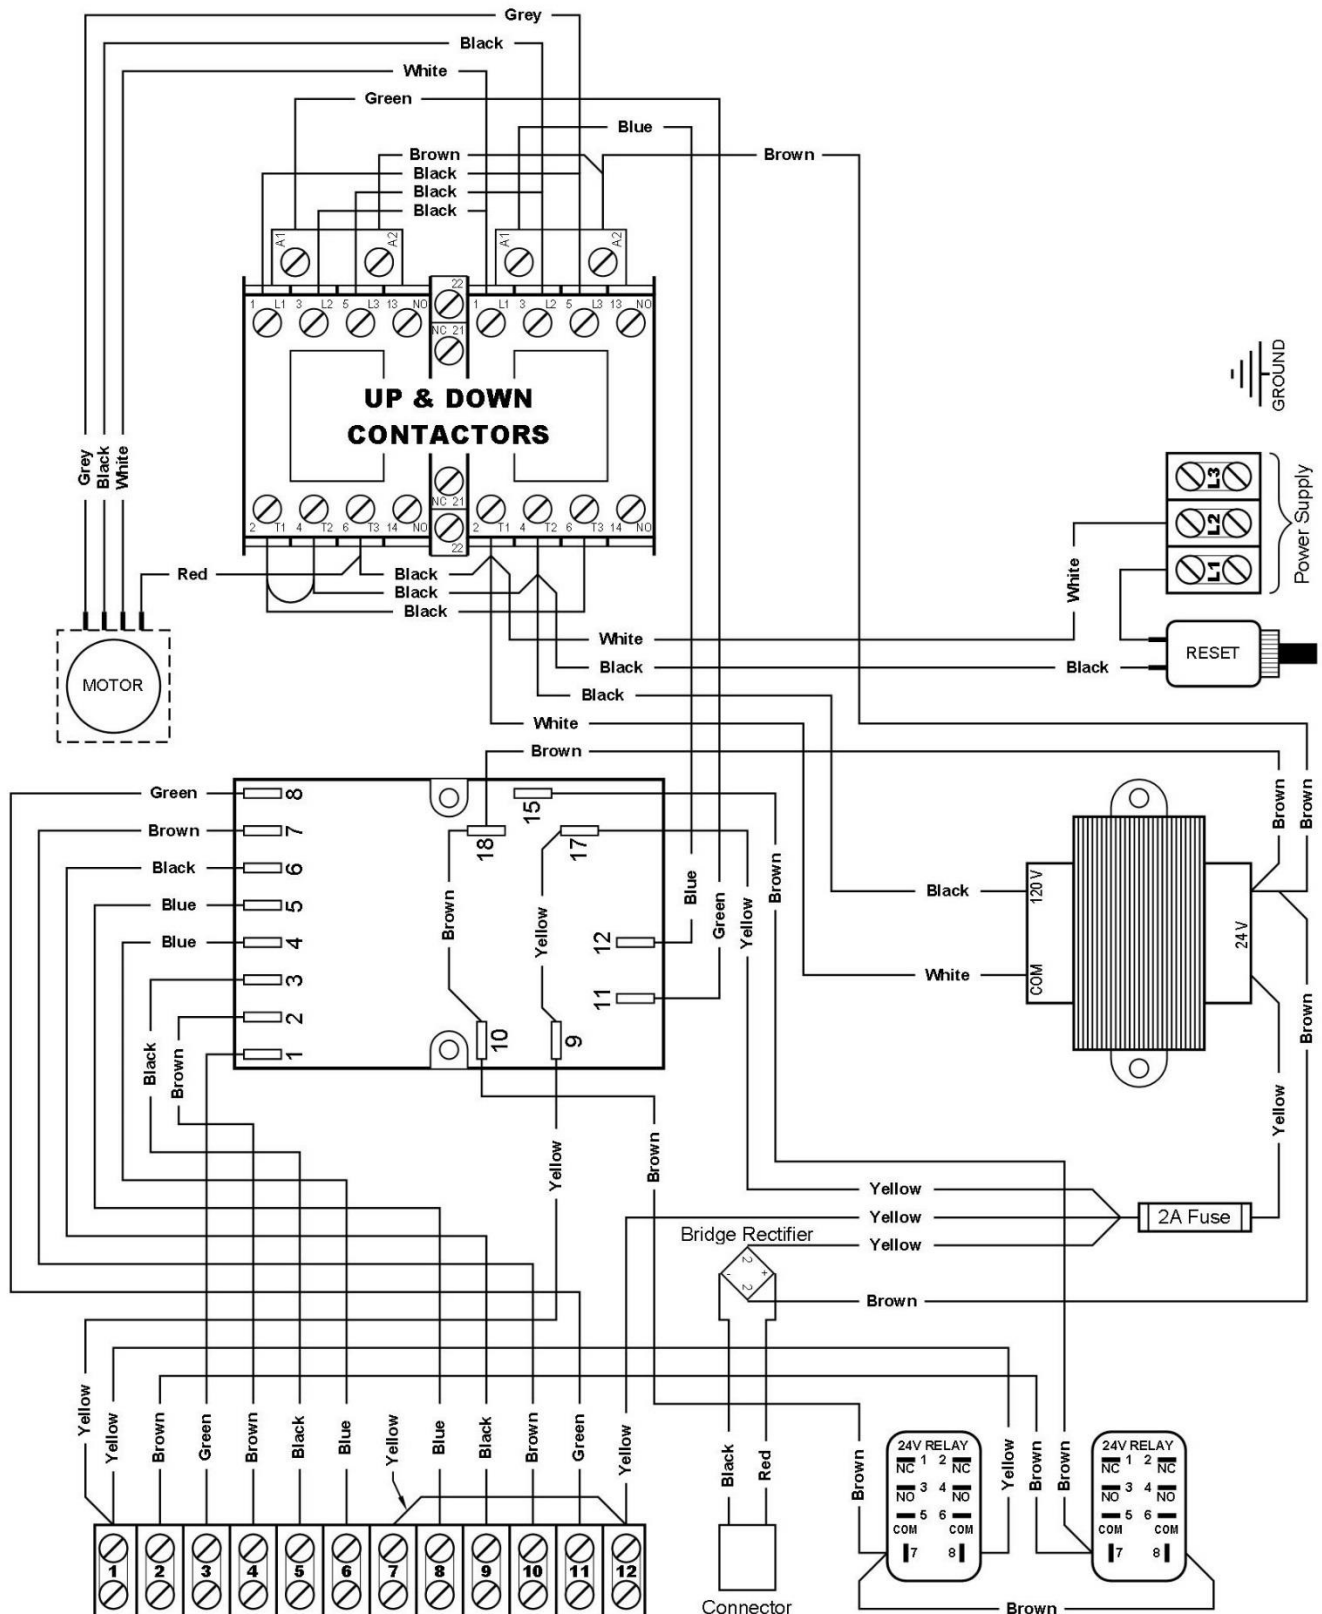 Grey
Black
White
Green
Blue
Brown
Brown
Black
Black
Black
A1
A2
A1
A2
1 L1 3 L2 5 L3 13 NO
22
1 L1 3 L2 5 L3 13 NO
NC 21
UP & DOWN
CONTACTORS
Grey
Black
White
NC 21
2 T1 4 T2 6 T3 14 NO
22
2 T1 4 T2 6 T3 14 NO
GROUND
L3
L2
L1
Power Supply
White
Red
Black
Black
Black
White
Black
Black
RESET
MOTOR
Black
White
Brown
Green
Brown
Black
Blue
Blue
8
7
6
5
4
3
2
1
15
18
17
12
11
10
9
Brown
Yellow
Blue
Green
Yellow
Brown
Black
White
120 V
COM
24 V
Brown
Brown
Brown
Yellow
Black
Brown
Yellow
Brown
Yellow
Yellow
Yellow
2A Fuse
Bridge Rectifier
2
- +
2
Brown
Yellow
Yellow
Brown
Green
Brown
Black
Blue
Yellow
Blue
Black
Brown
Green
Yellow
Black
Red
Brown
Yellow
Brown
Brown
24V RELAY
1 2
NC NC
3 4
NO NO
5 6
COM COM
7 8
24V RELAY
1 2
NC NC
3 4
NO NO
5 6
COM COM
7 8
1 2 3 4 5 6 7 8 9 10 11 12
Connector
Brown